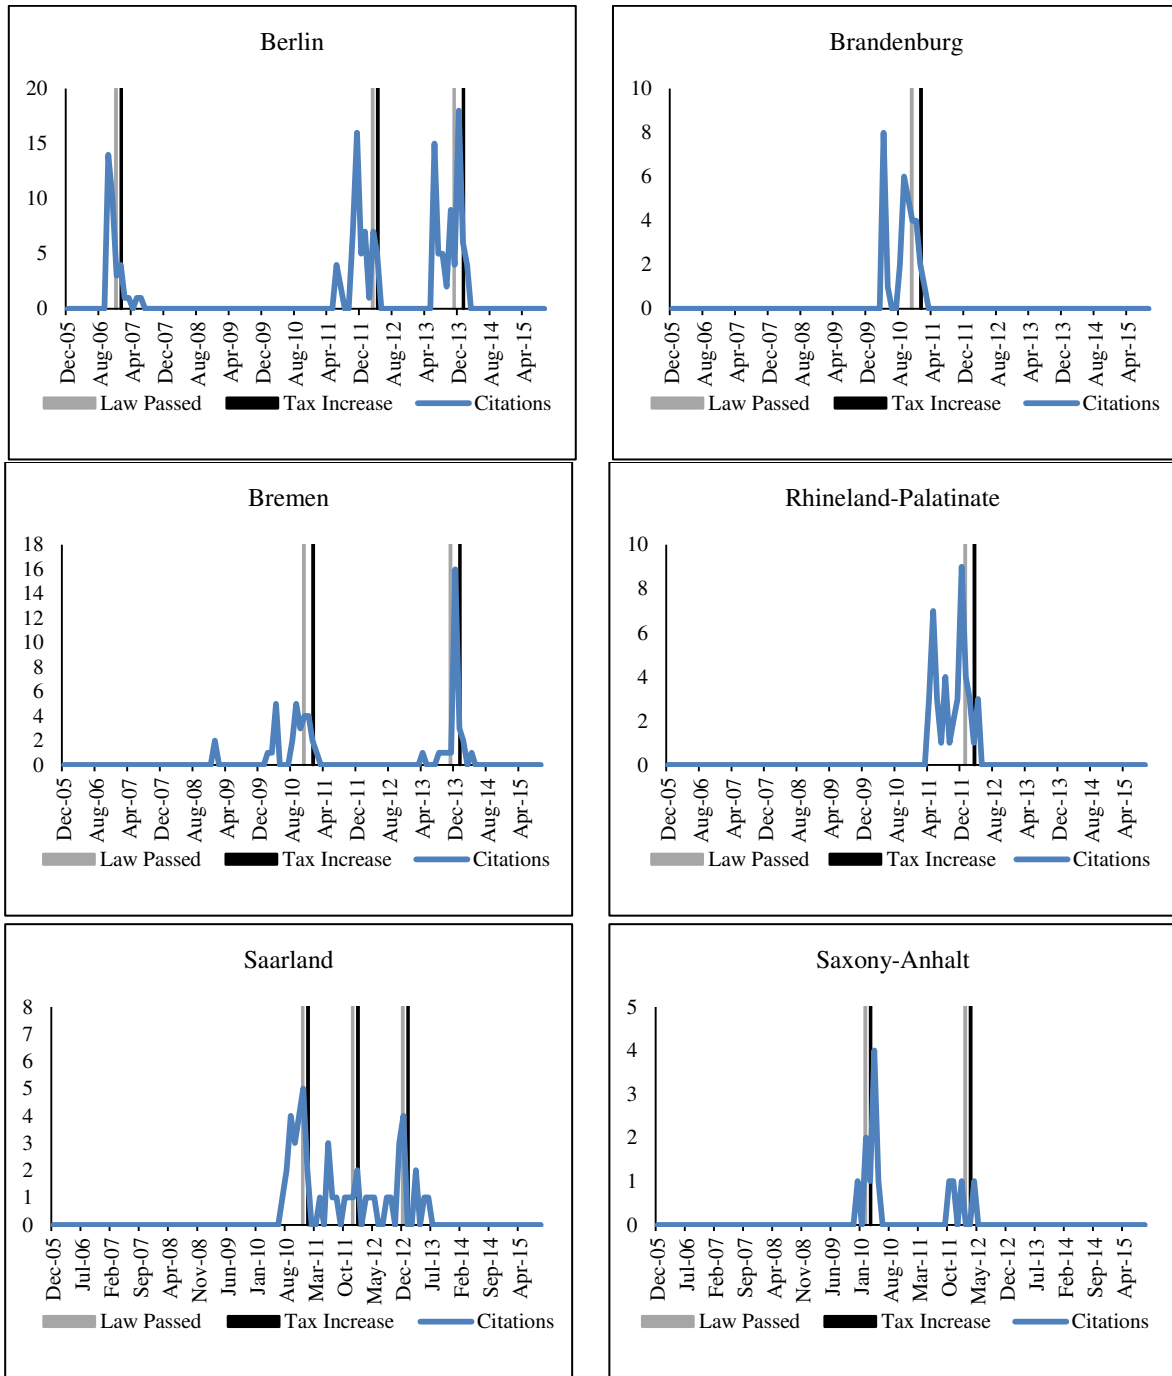 Berlin
20
15
10
5
0
Dec-05
Aug-06
Apr-07
Dec-07
Aug-08
Apr-09
Dec-09
Aug-10
Apr-11
Dec-11
Aug-12
Apr-13
Dec-13
Aug-14
Apr-15
Law Passed Tax Increase Citations
Brandenburg
10
8
6
4
2
0
Dec-05
Aug-06
Apr-07
Dec-07
Aug-08
Apr-09
Dec-09
Aug-10
Apr-11
Dec-11
Aug-12
Apr-13
Dec-13
Aug-14
Apr-15
Law Passed Tax Increase Citations
Bremen
18
16
14
12
10
8
6
4
2
0
Dec-05
Aug-06
Apr-07
Dec-07
Aug-08
Apr-09
Dec-09
Aug-10
Apr-11
Dec-11
Aug-12
Apr-13
Dec-13
Aug-14
Apr-15
Law Passed Tax Increase Citations
Rhineland-Palatinate
10
8
6
4
2
0
Dec-05
Aug-06
Apr-07
Dec-07
Aug-08
Apr-09
Dec-09
Aug-10
Apr-11
Dec-11
Aug-12
Apr-13
Dec-13
Aug-14
Apr-15
Law Passed Tax Increase Citations
Saarland
8
7
6
5
4
3
2
1
0
Dec-05
Jul-06
Feb-07
Sep-07
Apr-08
Nov-08
Jun-09
Jan-10
Aug-10
Mar-11
Oct-11
May-12
Dec-12
Jul-13
Feb-14
Sep-14
Apr-15
Law Passed Tax Increase Citations
Saxony-Anhalt
5
4
3
2
1
0
Dec-05
Jul-06
Feb-07
Sep-07
Apr-08
Nov-08
Jun-09
Jan-10
Aug-10
Mar-11
Oct-11
May-12
Dec-12
Jul-13
Feb-14
Sep-14
Apr-15
Law Passed Tax Increase Citations